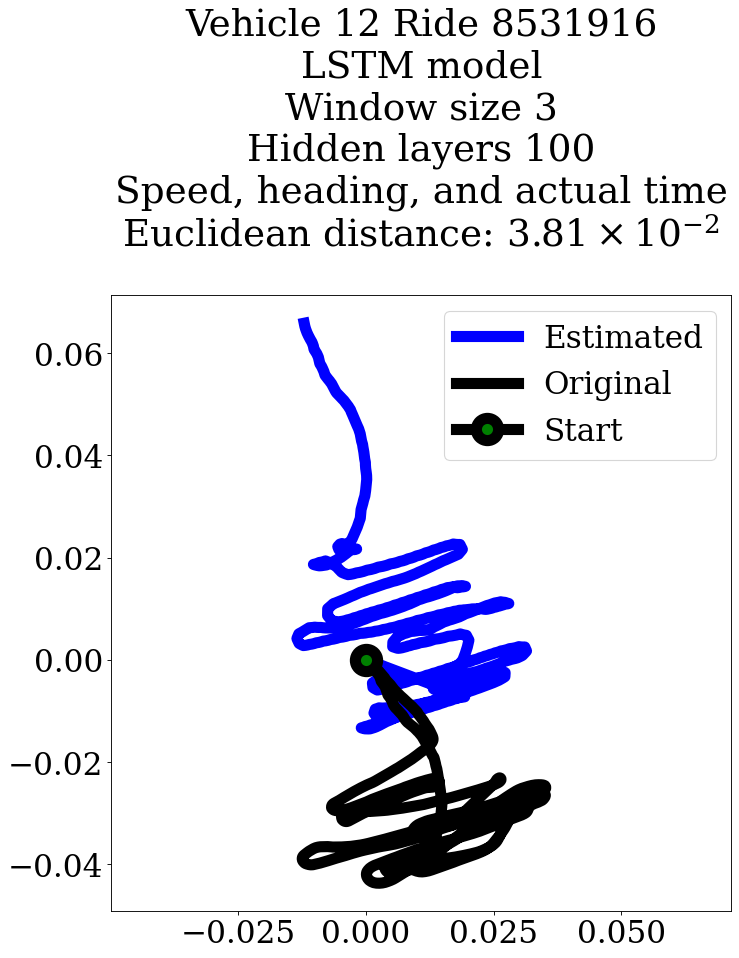 Vehicle 12 Ride 8531916
LSTM model
Window size 3
Hidden layers 100
Speed, heading, and actual time
Euclidean distance: 3.81 × 10⁻²
Estimated
Original
Start
0.06
0.04
0.02
0.00
−0.02
−0.04
−0.025 0.000 0.025 0.050